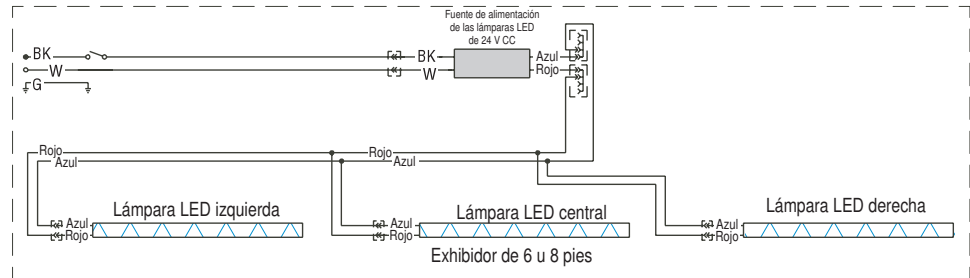 Fuente de alimentación
de las lámparas LED
de 24 V CC
BK
BK
Azul
W
W
Rojo
G
Rojo
Rojo
Azul
Azul
Lámpara LED izquierda
Lámpara LED central
Lámpara LED derecha
Azul
Rojo
Azul
Rojo
Azul
Rojo
Exhibidor de 6 u 8 pies